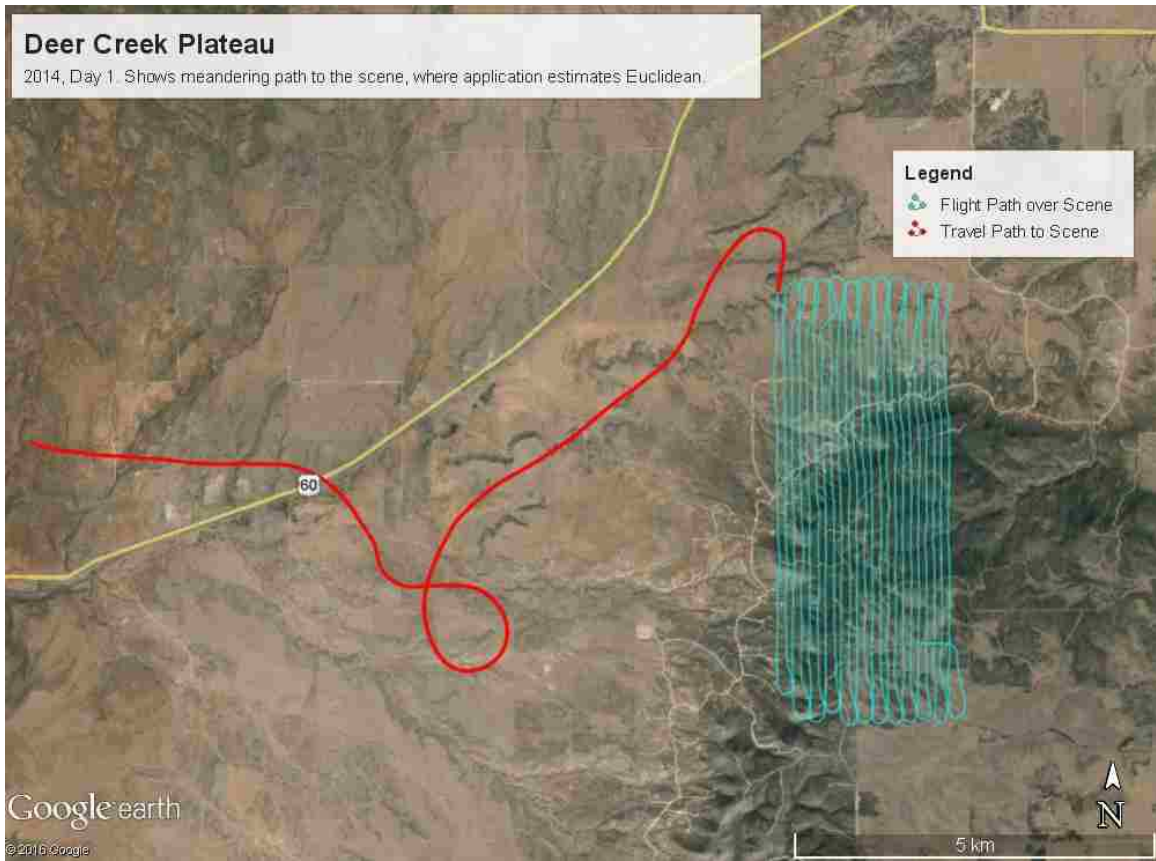 Deer Creek Plateau
2014, Day 1. Shows meandering path to the scene, where application estimates Euclidean.
Legend
Flight Path over Scene
Travel Path to Scene
60
Google earth
N
© 2016 Google
5 km